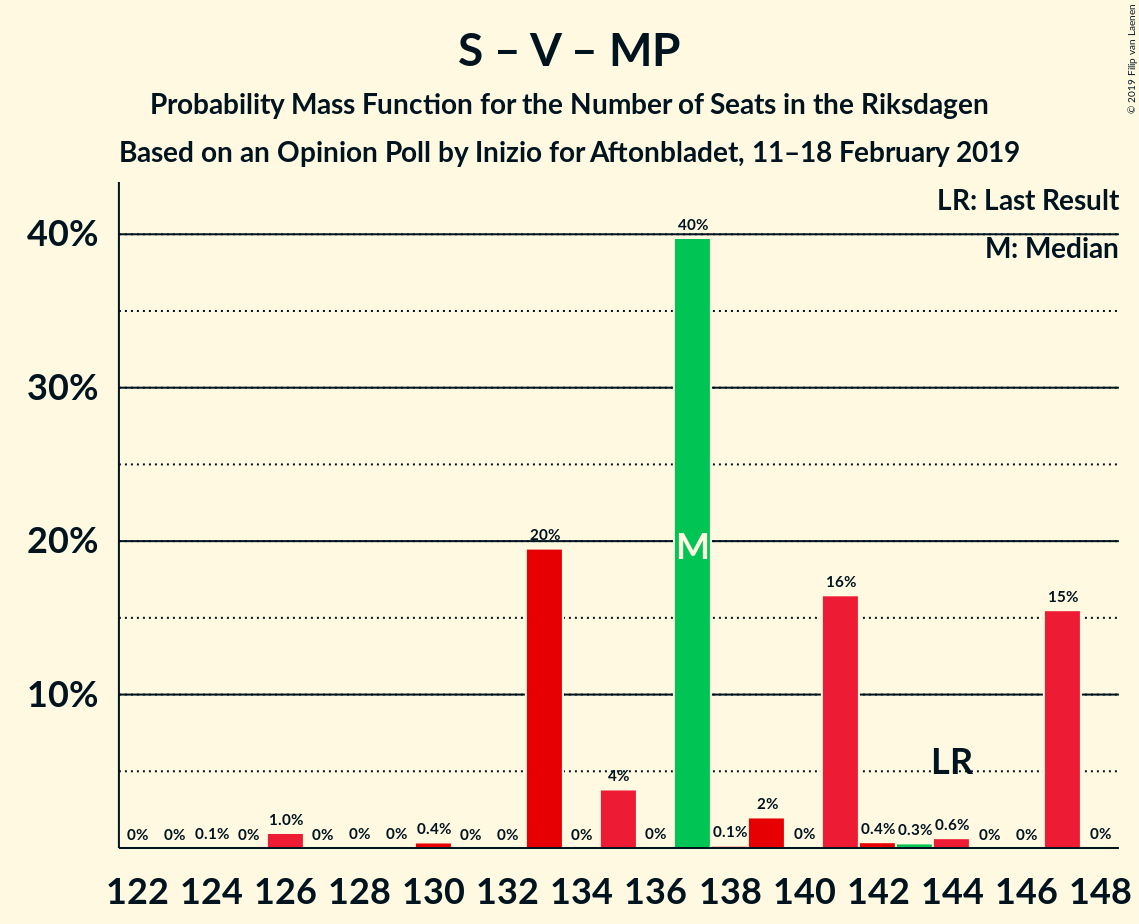 S – V – MP
Probability Mass Function for the Number of Seats in the Riksdagen
Based on an Opinion Poll by Inizio for Aftonbladet, 11–18 February 2019
© 2019 Filip van Laenen
LR: Last Result
M: Median
40%
30%
20%
10%
0% 0% 0.1% 0% 1.0% 0% 0% 0% 0.4% 0% 0% 20% 0% 4% 0% 40% 0.1% 2% 0% 16% 0.4% 0.3% 0.6% 0% 0% 15% 0%
M
LR
122 124 126 128 130 132 134 136 138 140 142 144 146 148